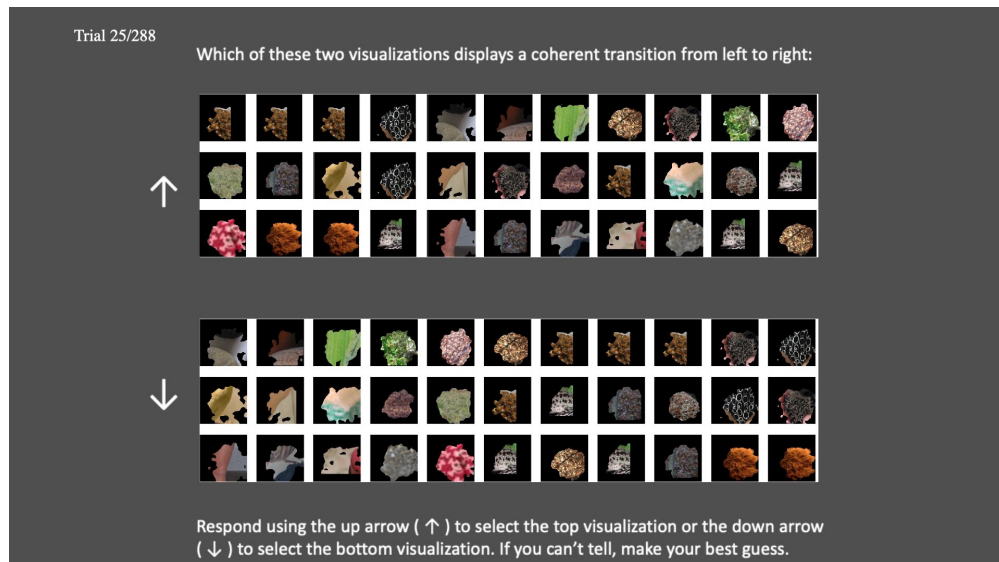 Trial 25/288
Which of these two visualizations displays a coherent transition from left to right:
Respond using the up arrow ( ↑ ) to select the top visualization or the down arrow
( ↓ ) to select the bottom visualization. If you can't tell, make your best guess.